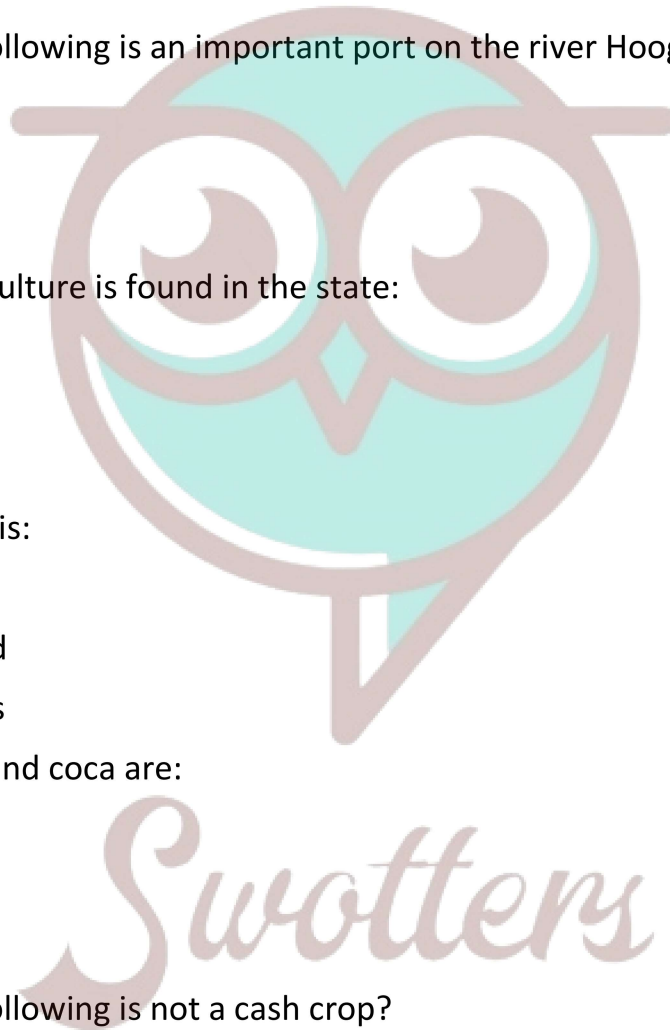 ollowing is an important port on the river Hoog
ulture is found in the state:
is:
d
s
nd coca are:
Swotters
ollowing is not a cash crop?